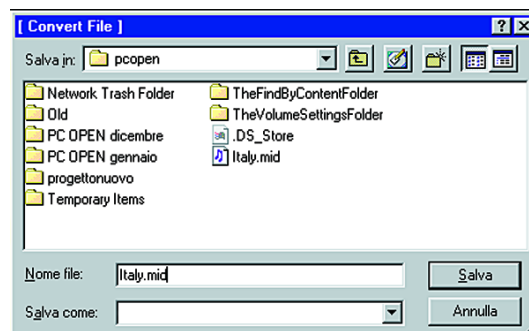 [ Convert File ]
Salva in: pcopen
Network Trash Folder
Old
PC OPEN dicembre
PC OPEN gennaio
progettonuovo
Temporary Items
TheFindByContentFolder
TheVolumeSettingsFolder
.DS_Store
Italy.mid
Nome file: Italy.mid Salva
Salva come: Annulla